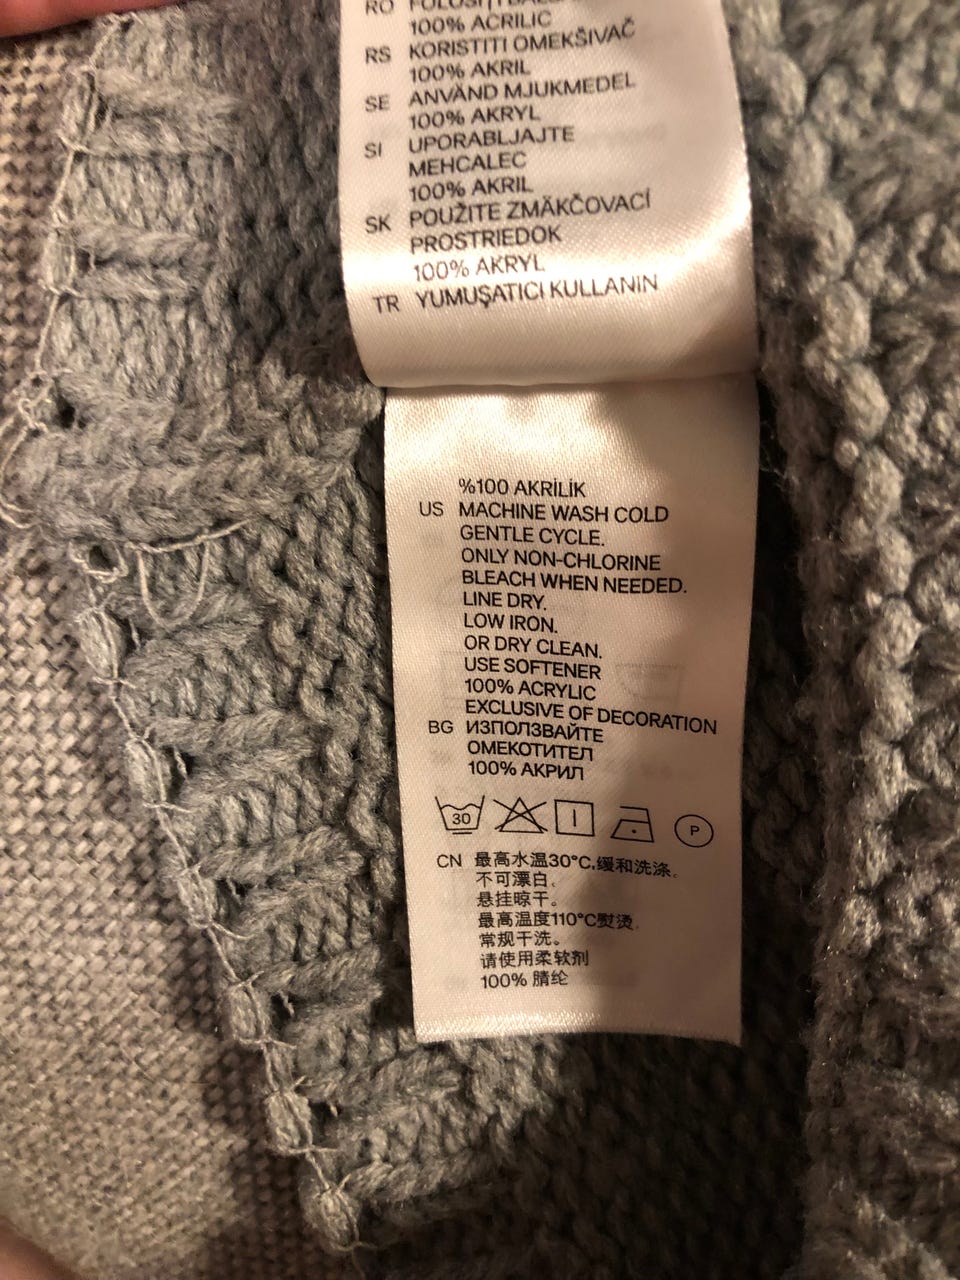 RO FOLOSIȚI
100% ACRILIC
RS KORISTITI OMEKŠIVAČ
100% AKRIL
SE ANVÄND MJUKMEDEL
100% AKRYL
SI UPORABLJAJTE
MEHCALEC
100% AKRIL
SK POUŽITE ZMÄKČOVACÍ
PROSTRIEDOK
100% AKRYL
TR YUMUŞATICI KULLANIN
%100 AKRİLİK
US MACHINE WASH COLD
GENTLE CYCLE.
ONLY NON-CHLORINE
BLEACH WHEN NEEDED.
LINE DRY.
LOW IRON.
OR DRY CLEAN.
USE SOFTENER
100% ACRYLIC
EXCLUSIVE OF DECORATION
BG ИЗПОЛЗВАЙТЕ
ОМЕКОТИТЕЛ
100% АКРИЛ
30 P
CN 最高水温30°C,缓和洗涤。
不可漂白。
悬挂晾干。
最高温度110°C熨烫。
常规干洗。
请使用柔软剂
100% 腈纶